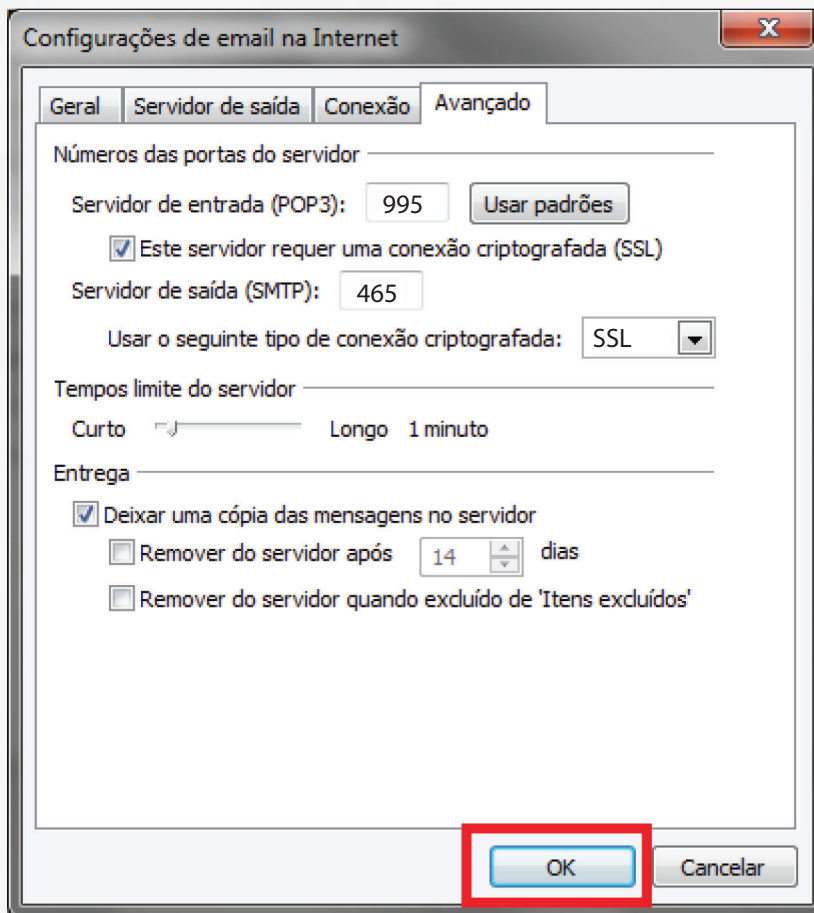 Configurações de email na Internet
Geral Servidor de saída Conexão Avançado
Números das portas do servidor
Servidor de entrada (POP3): 995 Usar padrões
Este servidor requer uma conexão criptografada (SSL)
Servidor de saída (SMTP): 465
Usar o seguinte tipo de conexão criptografada: SSL
Tempos limite do servidor
Curto Longo 1 minuto
Entrega
Deixar uma cópia das mensagens no servidor
Remover do servidor após 14 dias
Remover do servidor quando excluído de 'Itens excluídos'
OK Cancelar